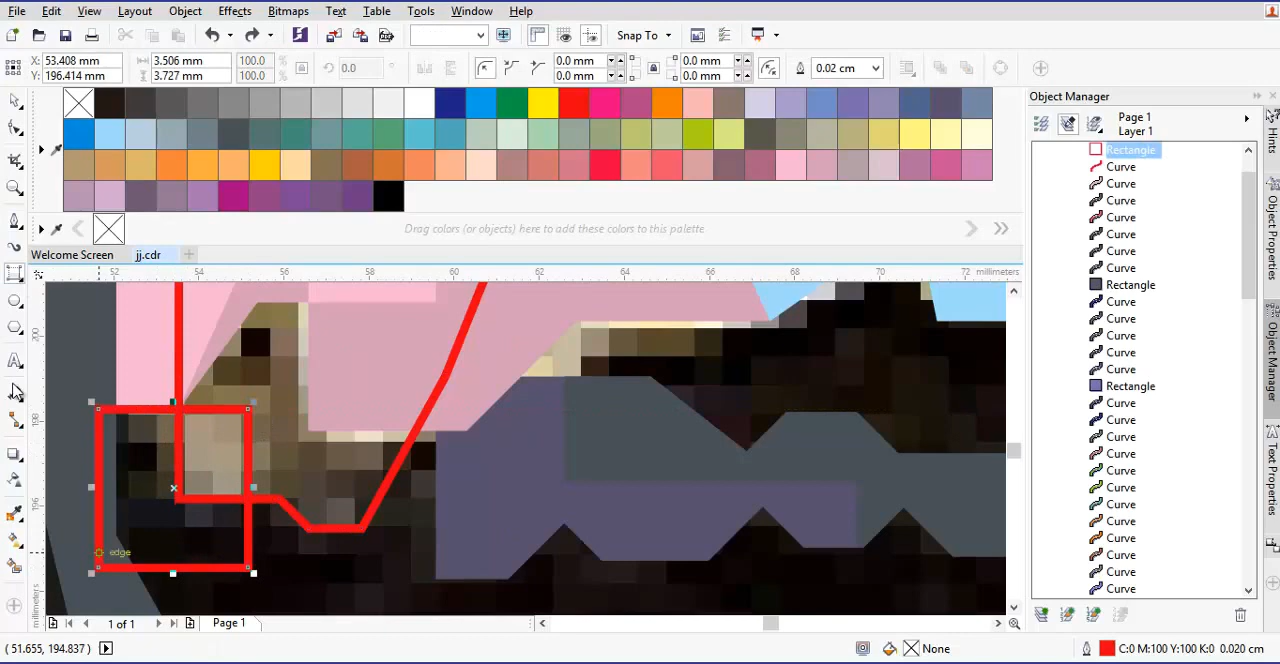 File Edit View Layout Object Effects Bitmaps Text Table Tools Window Help
Snap To
X: 53.408 mm 3.506 mm 100.0 % 0.0 ° 0.0 mm 0.0 mm 0.02 cm
Y: 196.414 mm 3.727 mm 100.0 % 0.0 mm 0.0 mm
Object Manager
Page 1
Layer 1
Drag colors (or objects) here to add these colors to this palette
Welcome Screen jj.cdr
52 54 56 58 60 62 64 66 68 70 72 millimeters
200
198
196
millimeters
edge
Rectangle
Curve
Curve
Curve
Curve
Curve
Curve
Curve
Rectangle
Curve
Curve
Curve
Curve
Curve
Rectangle
Curve
Curve
Curve
Curve
Curve
Curve
Curve
Curve
Curve
Curve
Curve
Curve
Hints
Object Properties
Object Manager
Text Properties
1 of 1 Page 1
( 51.655, 194.837 ) None C:0 M:100 Y:100 K:0 0.020 cm